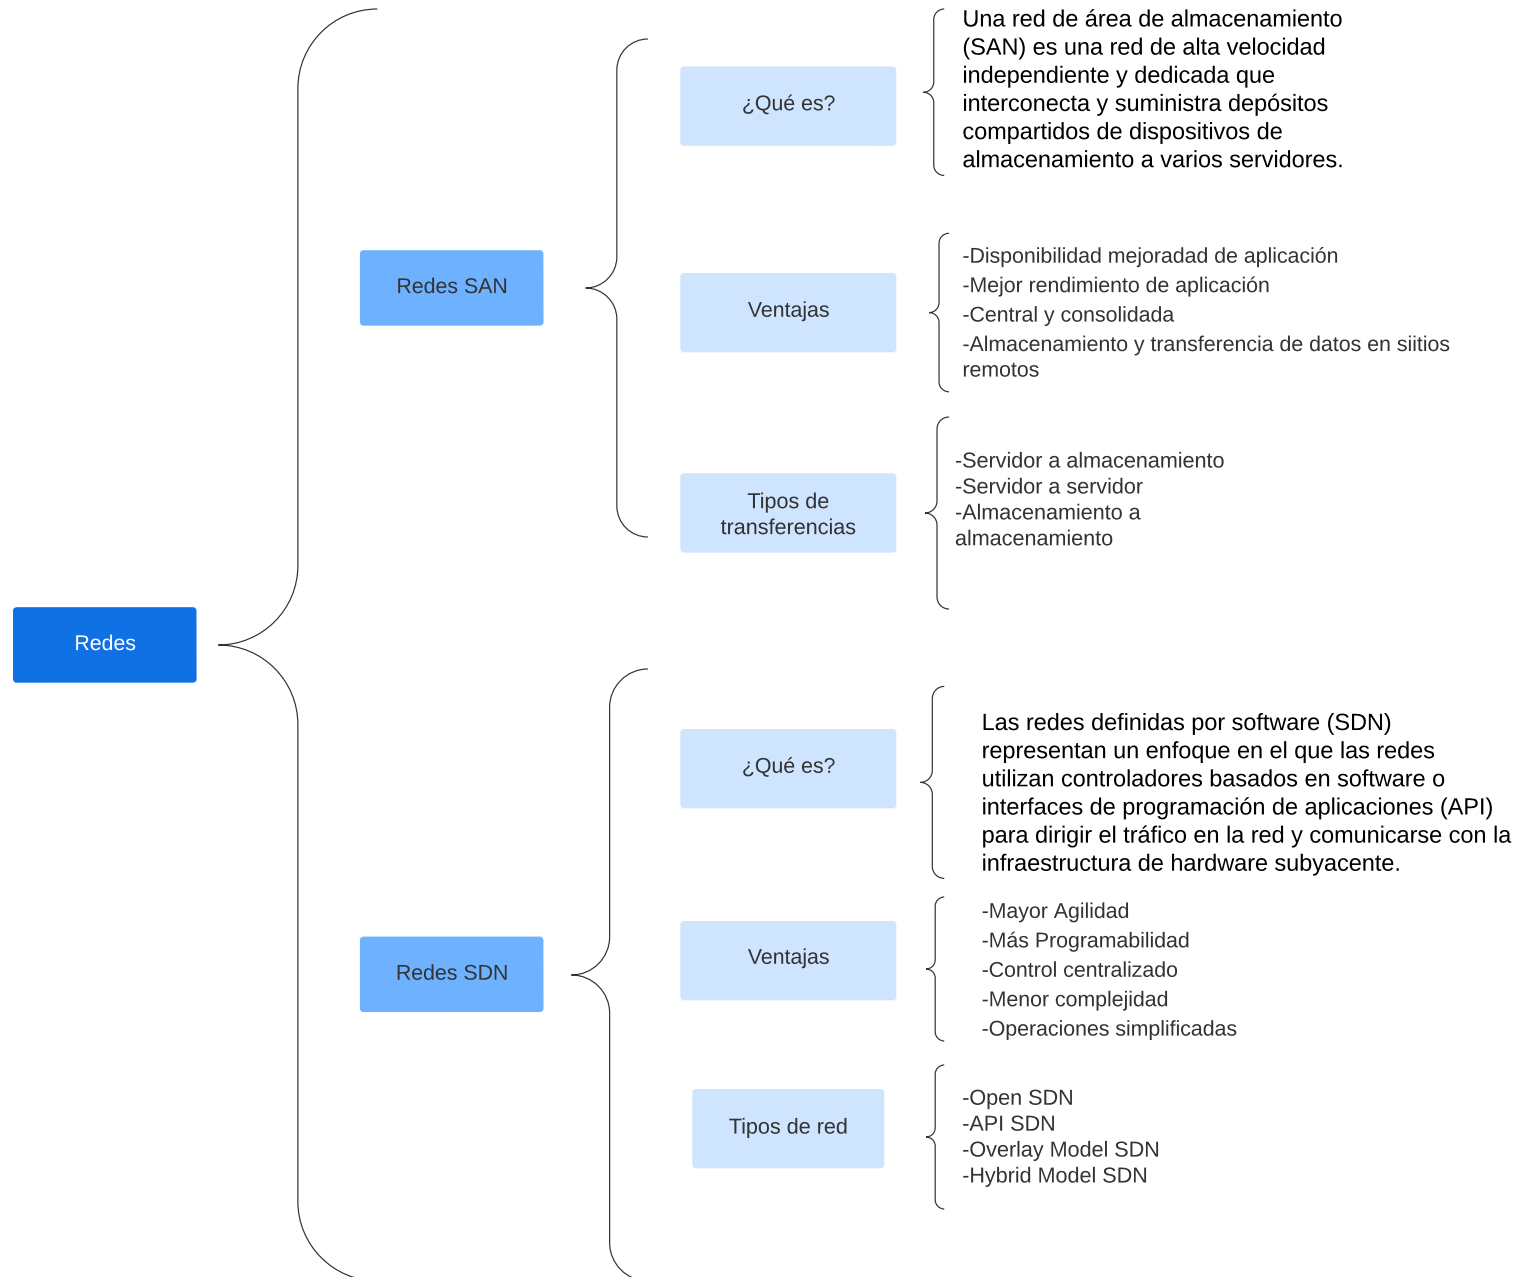 Redes
Redes SAN
¿Qué es?
Una red de área de almacenamiento
(SAN) es una red de alta velocidad
independiente y dedicada que
interconecta y suministra depósitos
compartidos de dispositivos de
almacenamiento a varios servidores.
Ventajas
-Disponibilidad mejoradad de aplicación
-Mejor rendimiento de aplicación
-Central y consolidada
-Almacenamiento y transferencia de datos en siitios
remotos
Tipos de
transferencias
-Servidor a almacenamiento
-Servidor a servidor
-Almacenamiento a
almacenamiento
Redes SDN
¿Qué es?
Las redes definidas por software (SDN)
representan un enfoque en el que las redes
utilizan controladores basados en software o
interfaces de programación de aplicaciones (API)
para dirigir el tráfico en la red y comunicarse con la
infraestructura de hardware subyacente.
Ventajas
-Mayor Agilidad
-Más Programabilidad
-Control centralizado
-Menor complejidad
-Operaciones simplificadas
Tipos de red
-Open SDN
-API SDN
-Overlay Model SDN
-Hybrid Model SDN